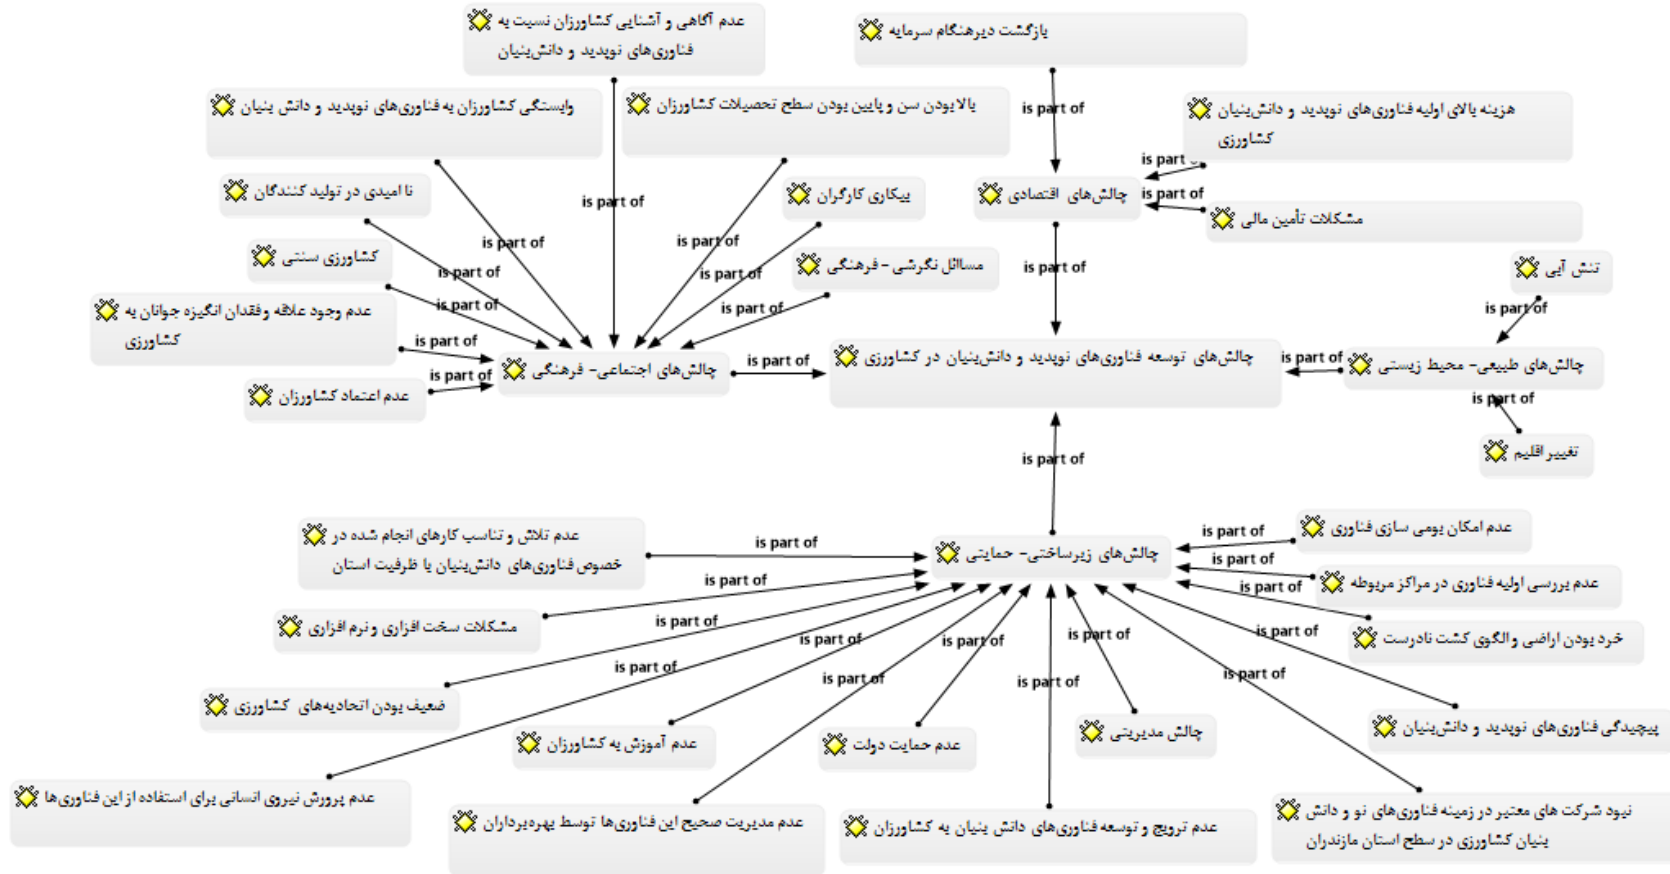 عدم آگاهی و آشنایی کشاورزان نسبت به
فناوری‌های نوپدید و دانش‌بنیان
بازگشت دیرهنگام سرمایه
is part of
وابستگی کشاورزان به فناوری‌های نوپدید و دانش بنیان
بالا بودن سن و پایین بودن سطح تحصیلات کشاورزان
هزینه بالای اولیه فناوری‌های نوپدید و دانش‌بنیان
کشاورزی
is part of
نا امیدی در تولید کنندگان
بیکاری کارگران
چالش‌های اقتصادی
is part of
مشکلات تأمین مالی
is part of
is part of
is part of
کشاورزی سنتی
is part of
is part of
مساائل نگرشی - فرهنگی
is part of
تنش آبی
عدم وجود علاقه و فقدان انگیزه جوانان به
کشاورزی
is part of
is part of
is part of
is part of
چالش‌های اجتماعی- فرهنگی
is part of
چالش‌های توسعه فناوری‌های نوپدید و دانش‌بنیان در کشاورزی
is part of
چالش‌های طبیعی- محیط زیستی
is part of
عدم اعتماد کشاورزان
is part of
is part of
تغییر اقلیم
عدم تلاش و تناسب کارهای انجام شده در
خصوص فناوری‌های دانش‌بنیان با ظرفیت استان
is part of
چالش‌های زیرساختی- حمایتی
is part of
عدم امکان بومی سازی فناوری
is part of
is part of
عدم بررسی اولیه فناوری در مراکز مربوطه
is part of
مشکلات سخت افزاری و نرم افزاری
is part of
is part of
is part of
is part of
is part of
خرد بودن اراضی و الگوی کشت نادرست
is part of
is part of
is part of
is part of
ضعیف بودن اتحادیه‌های کشاورزی
عدم آموزش به کشاورزان
عدم حمایت دولت
چالش مدیریتی
پیچیدگی فناوری‌های نوپدید و دانش‌بنیان
عدم پرورش نیروی انسانی برای استفاده از این فناوری‌ها
عدم مدیریت صحیح این فناوری‌ها توسط بهره‌برداران
عدم ترویج و توسعه فناوری‌های دانش بنیان به کشاورزان
نبود شرکت های معتبر در زمینه فناوری‌های نو و دانش
بنیان کشاورزی در سطح استان مازندران